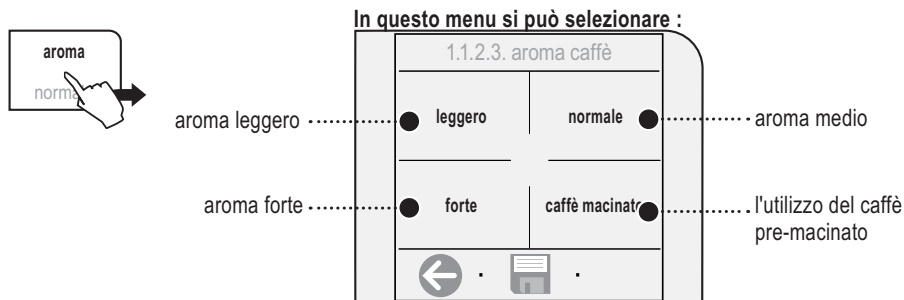 In questo menu si può selezionare :
aroma
1.1.2.3. aroma caffè
aroma leggero
leggero
normale
aroma medio
aroma forte
forte
caffè macinato
l'utilizzo del caffè
pre-macinato